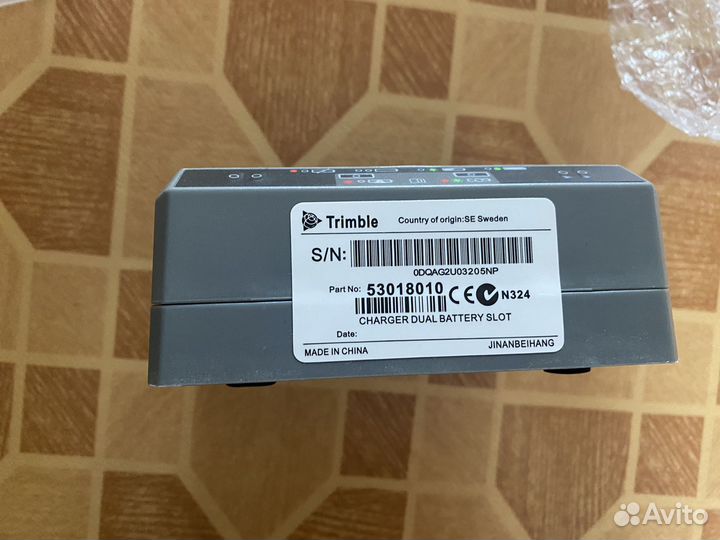 Trimble Country of origin:SE Sweden
S/N:
0DQAG2U03205NP
Part No: 53018010 CE N324
CHARGER DUAL BATTERY SLOT
Date:
MADE IN CHINA JINANBEIHANG
Avito